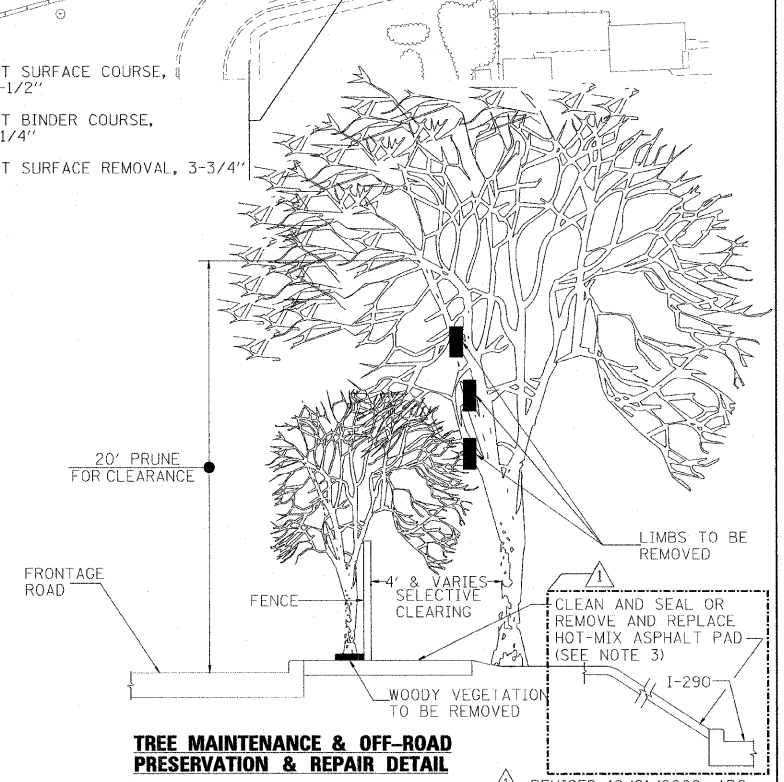 T SURFACE COURSE,
-1/2"
T BINDER COURSE,
1/4"
T SURFACE REMOVAL, 3-3/4"
20' PRUNE
FOR CLEARANCE
LIMBS TO BE
REMOVED
FRONTAGE
ROAD
FENCE
4' & VARIES
SELECTIVE
CLEARING
1
CLEAN AND SEAL OR
REMOVE AND REPLACE
HOT-MIX ASPHALT PAD
(SEE NOTE 3)
I-290
WOODY VEGETATION
TO BE REMOVED
TREE MAINTENANCE & OFF-ROAD
PRESERVATION & REPAIR DETAIL
1 REVISED